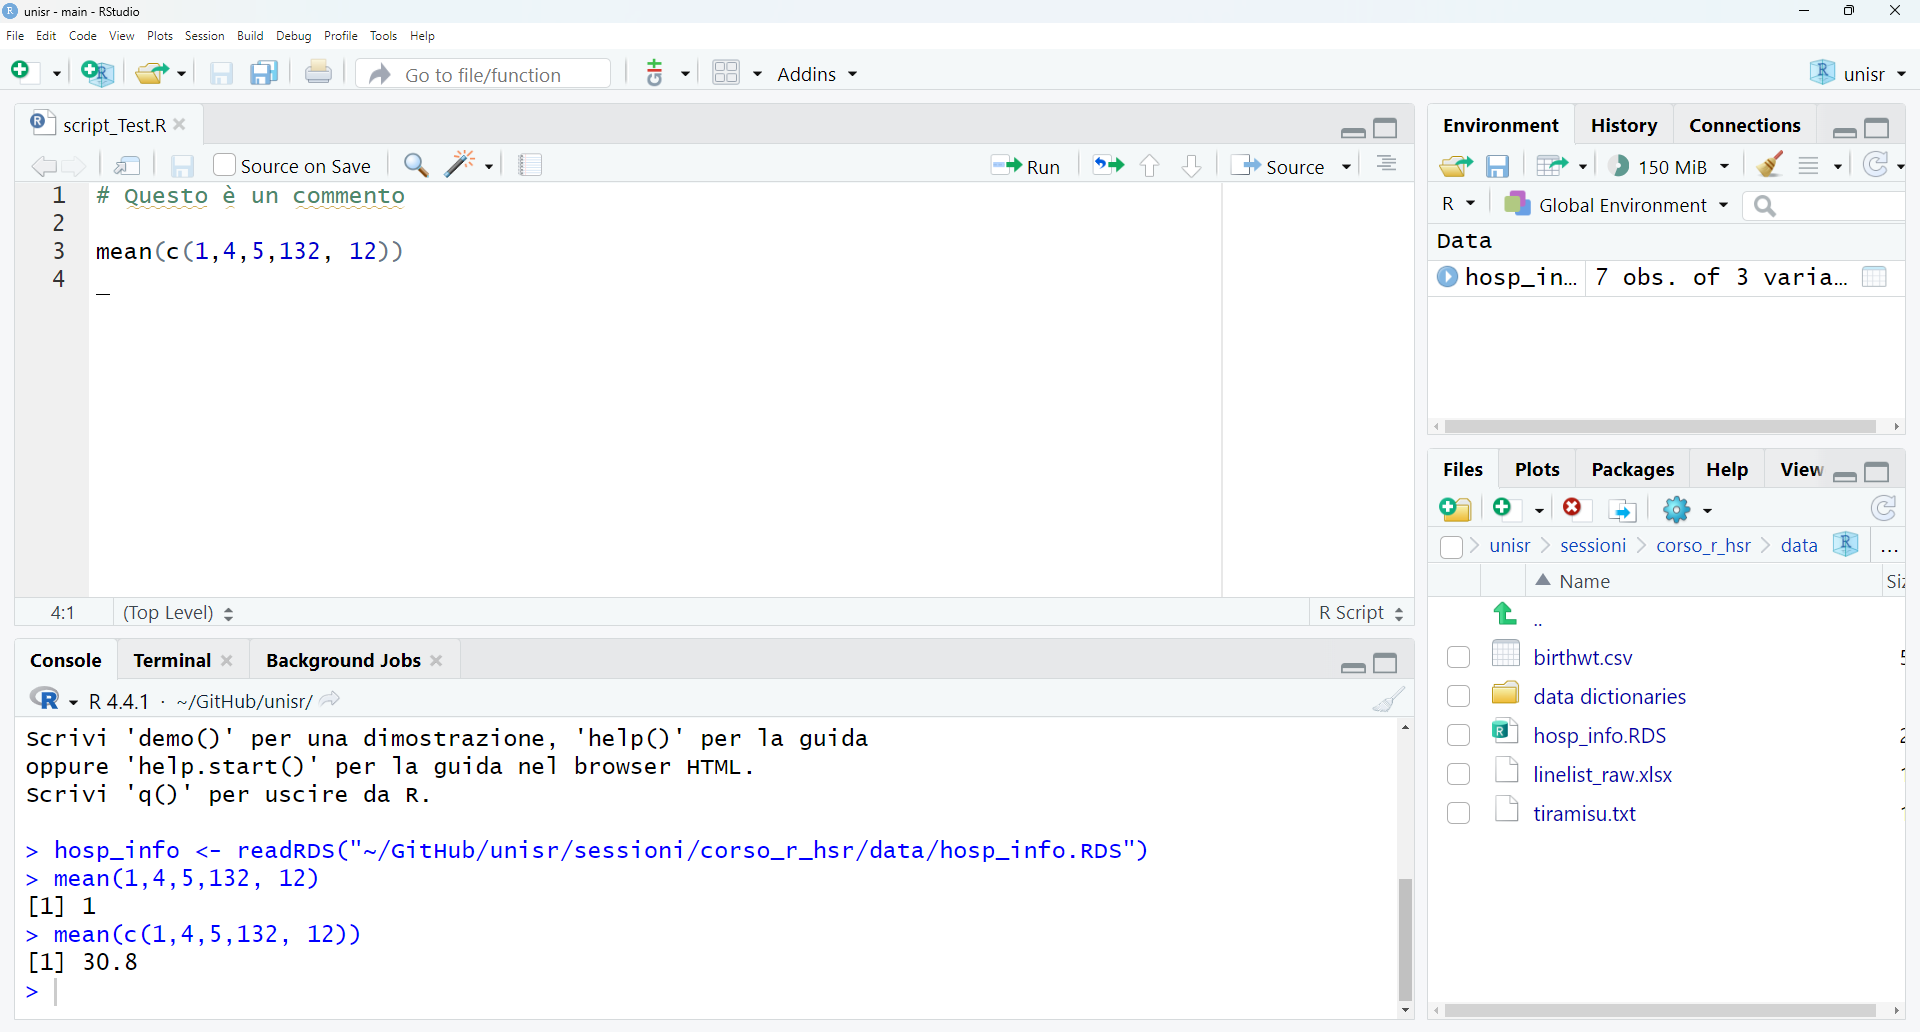 unisr - main - RStudio
File Edit Code View Plots Session Build Debug Profile Tools Help
Go to file/function Addins unisr
script_Test.R
Source on Save Run Source
1 # Questo è un commento
2
3 mean(c(1,4,5,132, 12))
4
4:1 (Top Level) R Script
Console Terminal Background Jobs
R 4.4.1 · ~/GitHub/unisr/
Scrivi 'demo()' per una dimostrazione, 'help()' per la guida
oppure 'help.start()' per la guida nel browser HTML.
Scrivi 'q()' per uscire da R.
> hosp_info <- readRDS("~/GitHub/unisr/sessioni/corso_r_hsr/data/hosp_info.RDS")
> mean(1,4,5,132, 12)
[1] 1
> mean(c(1,4,5,132, 12))
[1] 30.8
>
Environment History Connections
150 MiB
R Global Environment
Data
hosp_in… 7 obs. of 3 varia…
Files Plots Packages Help View
unisr sessioni corso_r_hsr data ...
Name
..
birthwt.csv
data dictionaries
hosp_info.RDS
linelist_raw.xlsx
tiramisu.txt